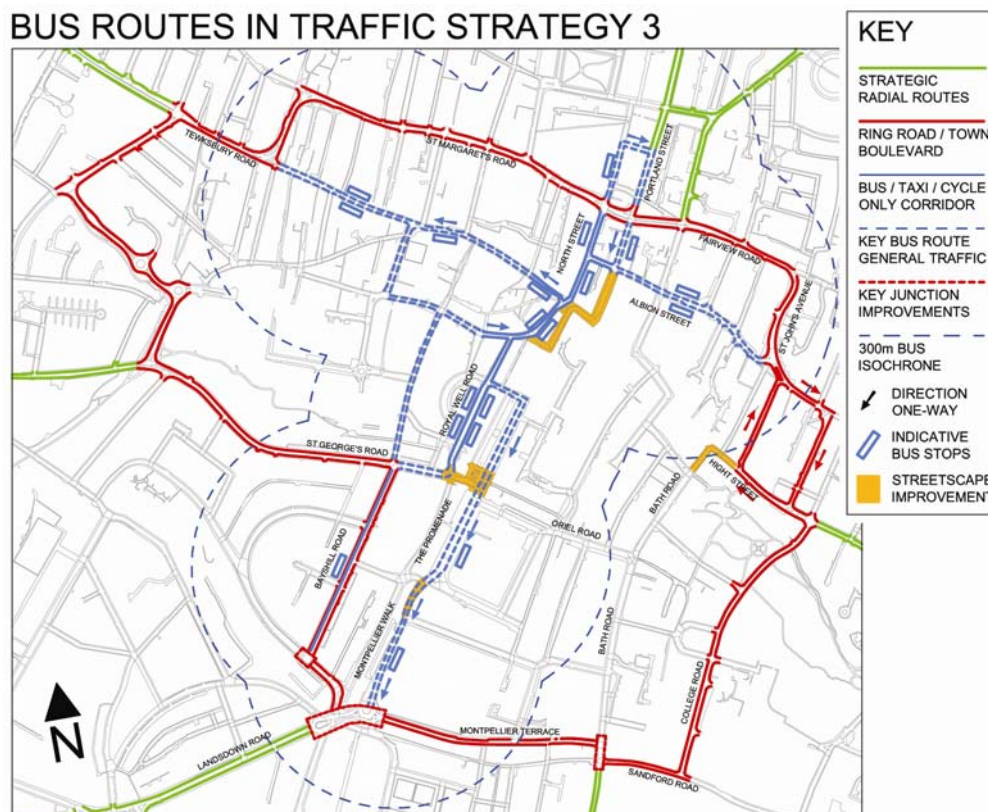 BUS ROUTES IN TRAFFIC STRATEGY 3
KEY
STRATEGIC
RADIAL ROUTES
RING ROAD / TOWN
BOULEVARD
BUS / TAXI / CYCLE
ONLY CORRIDOR
KEY BUS ROUTE
GENERAL TRAFFIC
KEY JUNCTION
IMPROVEMENTS
300m BUS
ISOCHRONE
DIRECTION
ONE-WAY
INDICATIVE
BUS STOPS
STREETSCAPE
IMPROVEMENT
TEWKSBURY ROAD
ST MARGARET'S ROAD
PORTLAND STREET
NORTH STREET
FAIRVIEW ROAD
ALBION STREET
ST JOHN'S AVENUE
ROYAL WELL ROAD
ST GEORGE'S ROAD
HIGHT STREET
BATH ROAD
ORIEL ROAD
THE PROMENADE
BAYSHILL ROAD
MONTPELLIER WALK
BATH ROAD
COLLEGE ROAD
MONTPELLIER TERRACE
LANDSDOWN ROAD
SANDFORD ROAD
N